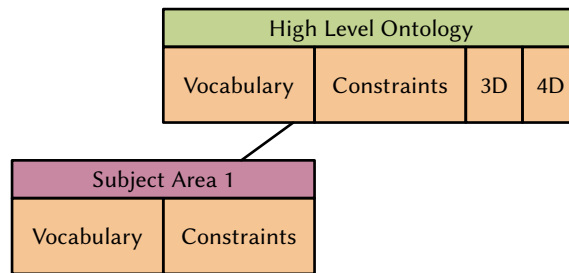 High Level Ontology
Vocabulary Constraints 3D 4D
Subject Area 1
Vocabulary Constraints